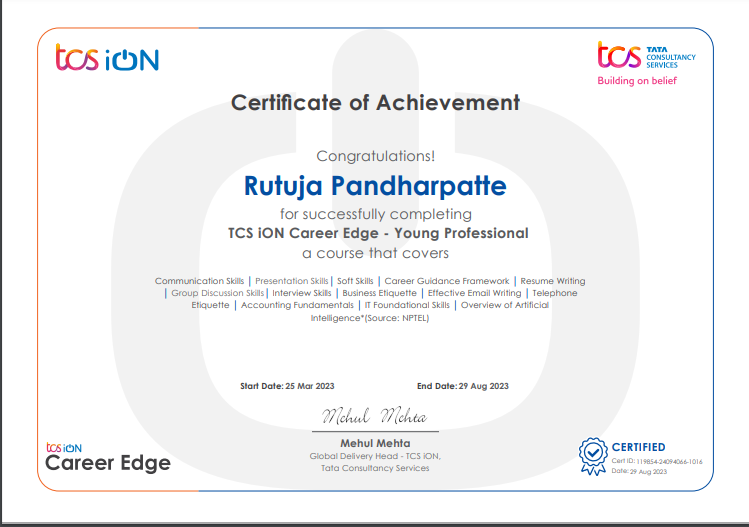 tcs iON
tcs TATA
CONSULTANCY
SERVICES
Building on belief
Certificate of Achievement
Congratulations!
Rutuja Pandharpatte
for successfully completing
TCS iON Career Edge - Young Professional
a course that covers
Communication Skills | Presentation Skills | Soft Skills | Career Guidance Framework | Resume Writing
| Group Discussion Skills | Interview Skills | Business Etiquette | Effective Email Writing | Telephone
Etiquette | Accounting Fundamentals | IT Foundational Skills | Overview of Artificial
Intelligence*(Source: NPTEL)
Start Date: 25 Mar 2023 End Date: 29 Aug 2023
Mehul Mehta
Mehul Mehta
Global Delivery Head - TCS iON,
Tata Consultancy Services
tcs iON
Career Edge
CERTIFIED
Cert ID: 119854-24094066-1016
Date: 29 Aug 2023